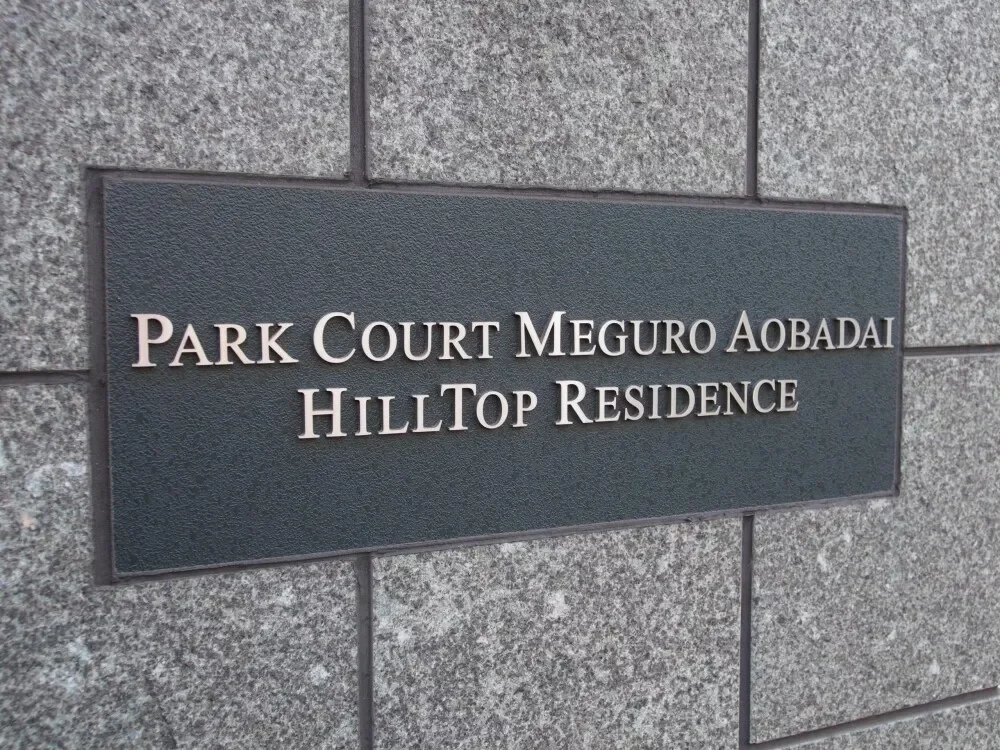 PARK COURT MEGURO AOBADAI
HILLTOP RESIDENCE